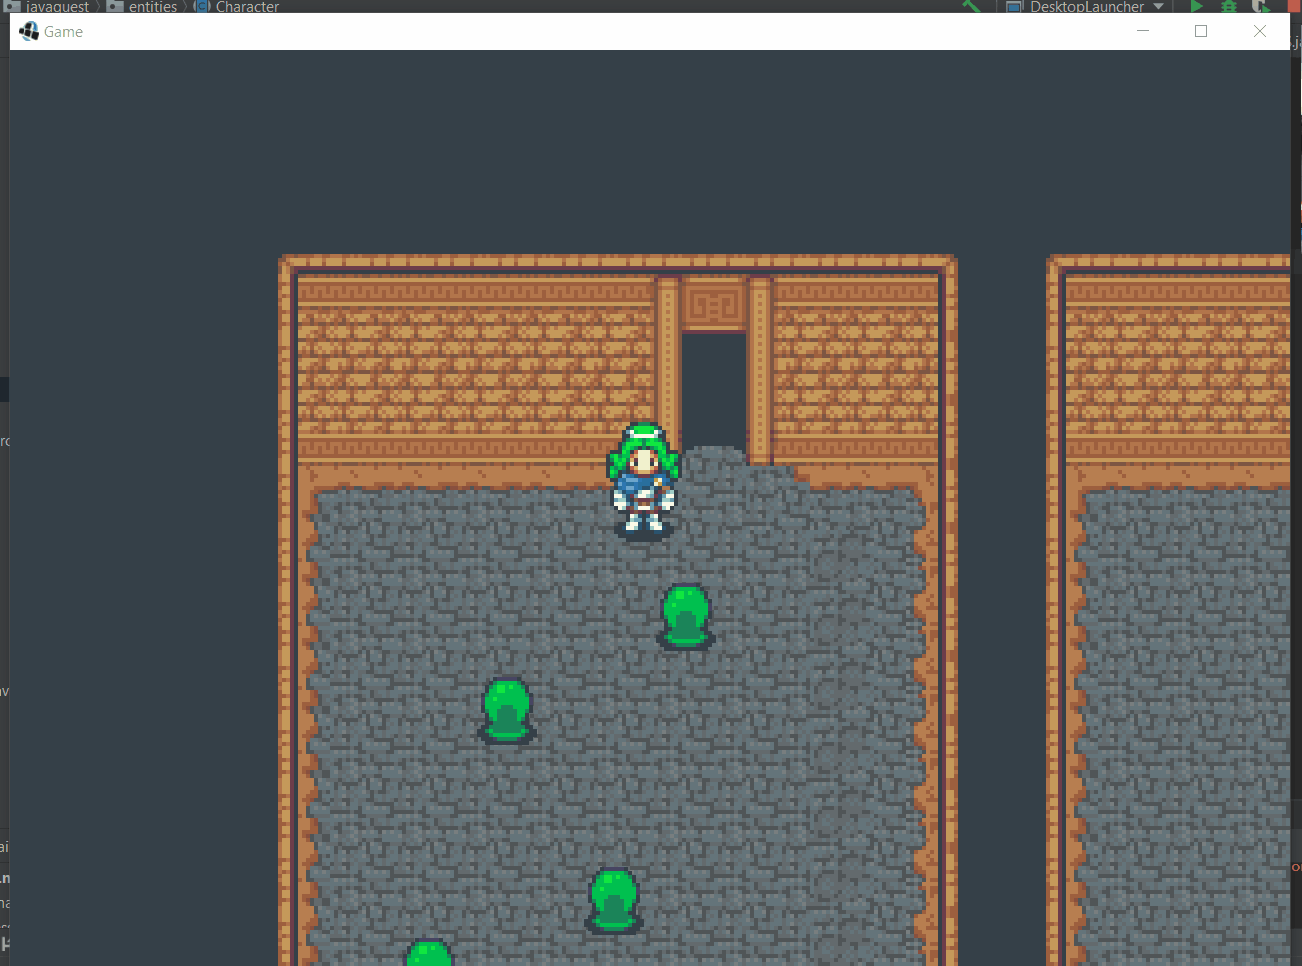 javaquest
entities
Character
DesktopLauncher
Game